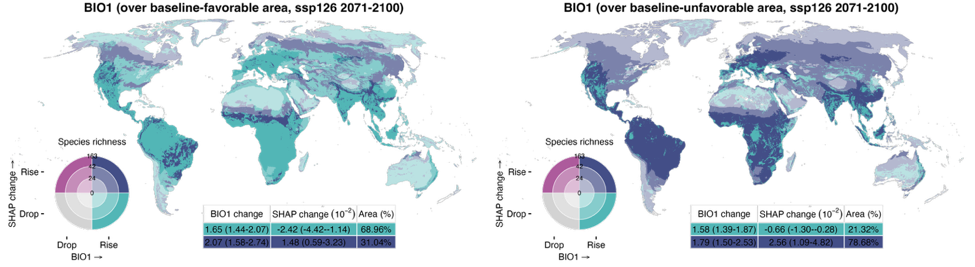 BIO1 (over baseline-favorable area, ssp126 2071-2100)
Species richness
163
42
24
0
SHAP change →
Rise
Drop
Drop
Rise
BIO1 →
BIO1 change SHAP change (10⁻²) Area (%)
1.65 (1.44-2.07) -2.42 (-4.42--1.14) 68.96%
2.07 (1.58-2.74) 1.48 (0.59-3.23) 31.04%
BIO1 (over baseline-unfavorable area, ssp126 2071-2100)
Species richness
163
42
24
0
SHAP change →
Rise
Drop
Drop
Rise
BIO1 →
BIO1 change SHAP change (10⁻²) Area (%)
1.58 (1.39-1.87) -0.66 (-1.30--0.28) 21.32%
1.79 (1.50-2.53) 2.56 (1.09-4.82) 78.68%